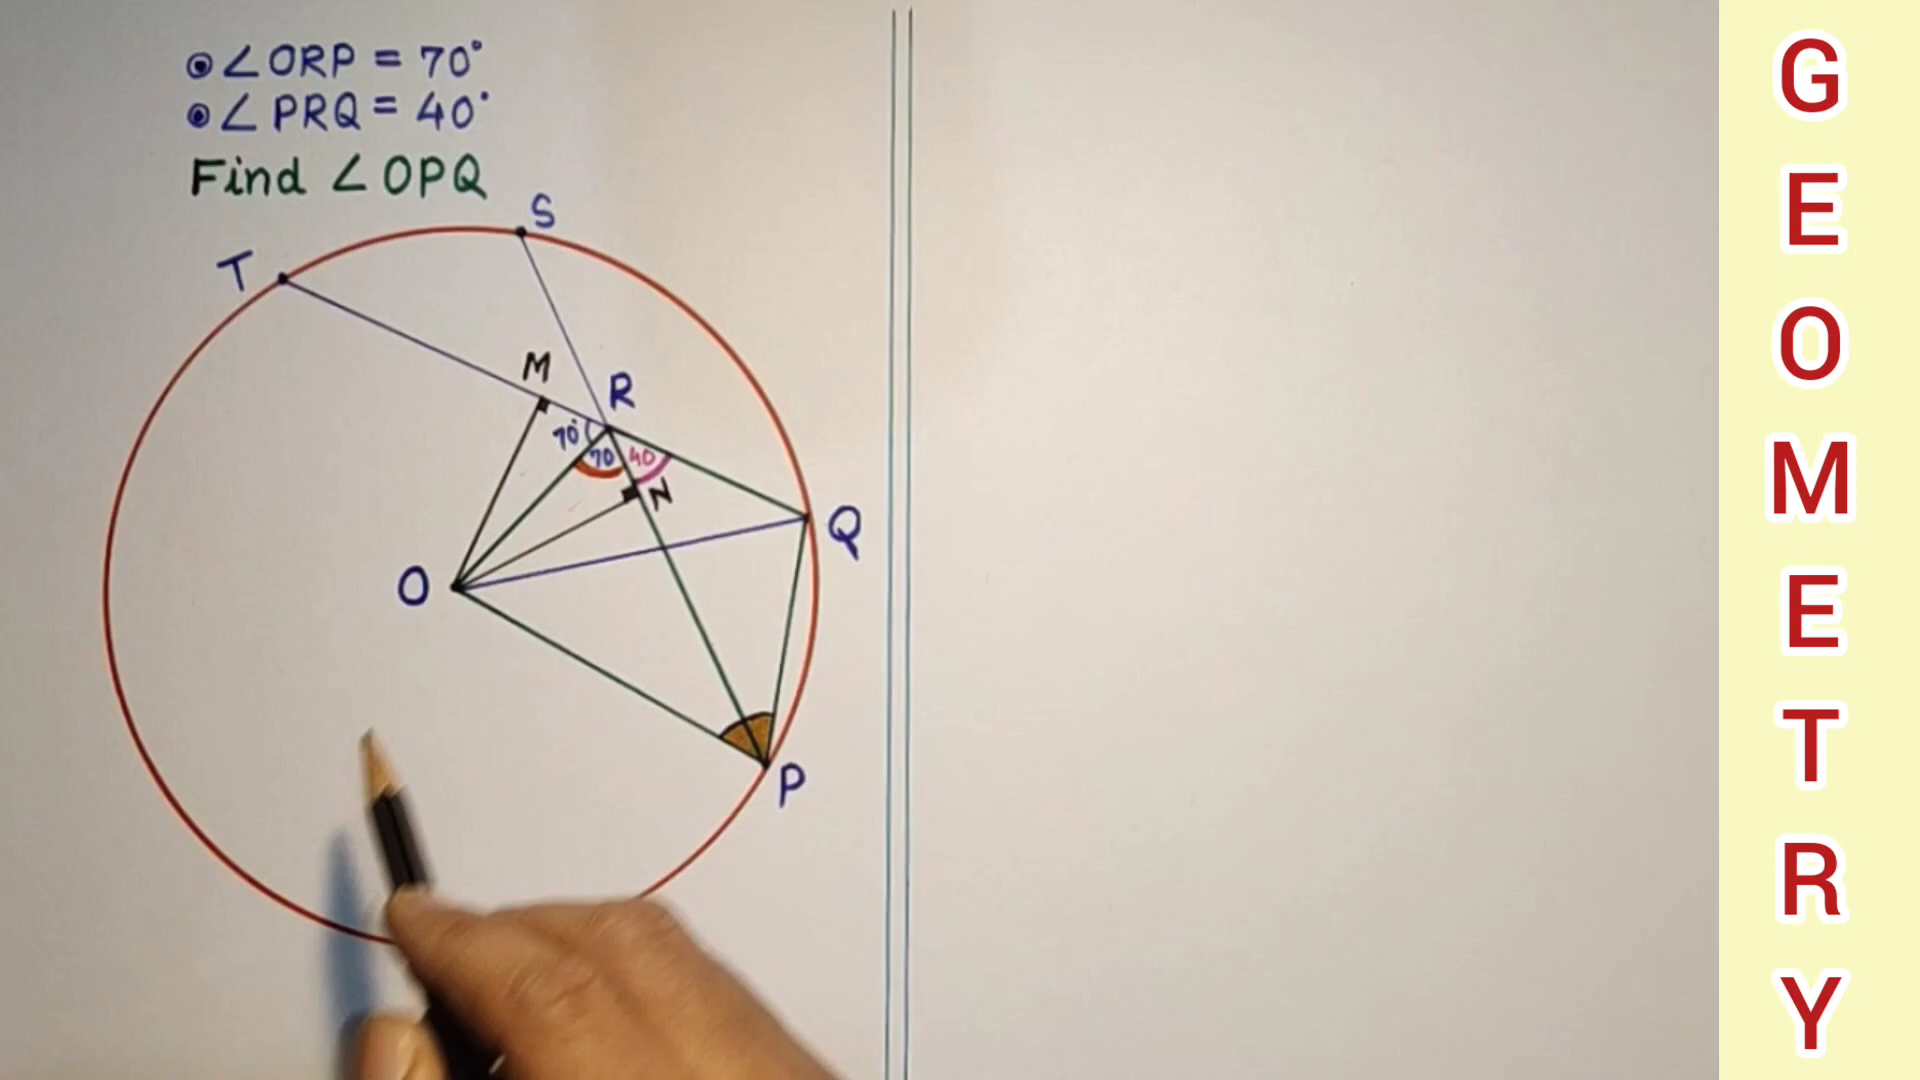 ⦿ ∠ORP = 70°
⦿ ∠PRQ = 40°
Find ∠OPQ
S
T
M
R
70°
70
40
N
Q
O
P
G
E
O
M
E
T
R
Y